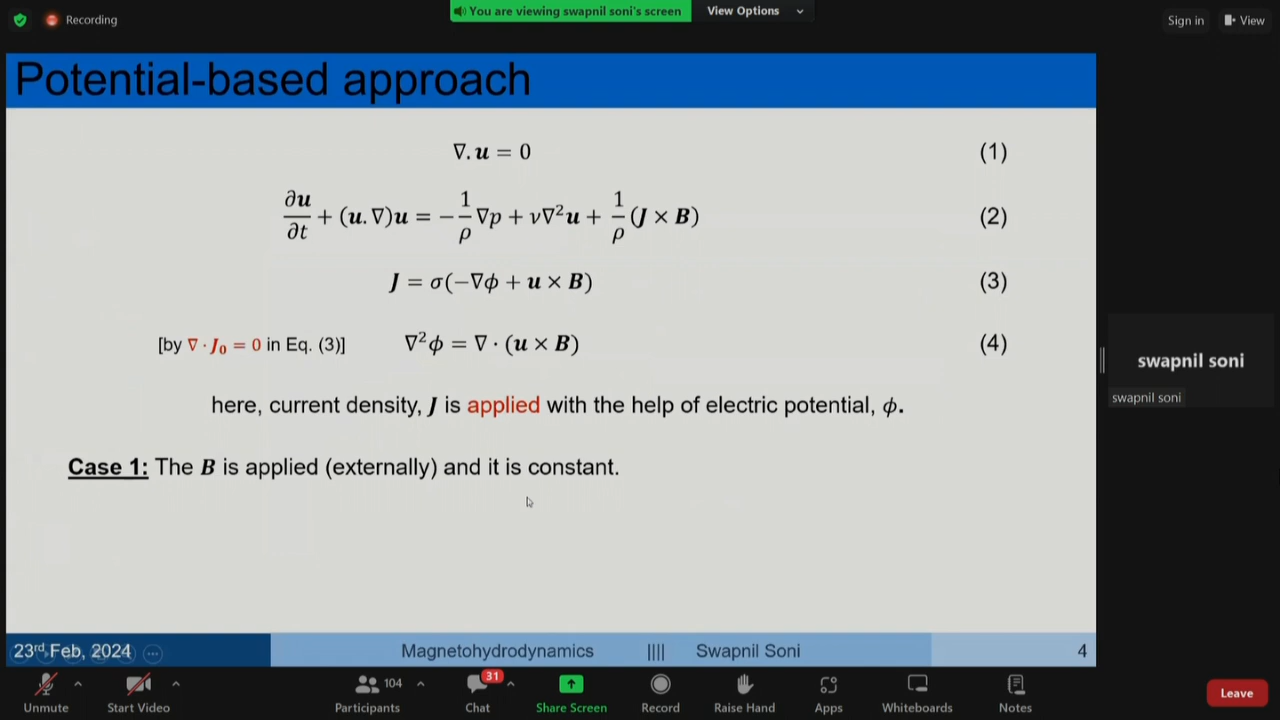 Recording
You are viewing swapnil soni's screen
View Options
Sign in
View
Potential-based approach
∇. u = 0 (1)
∂u/∂t + (u. ∇)u = −1/ρ ∇p + ν∇²u + 1/ρ (J × B) (2)
J = σ(−∇ϕ + u × B) (3)
[by ∇ · J₀ = 0 in Eq. (3)] ∇²ϕ = ∇ · (u × B) (4)
here, current density, J is applied with the help of electric potential, ϕ.
Case 1: The B is applied (externally) and it is constant.
swapnil soni
swapnil soni
23rd Feb, 2024 Magnetohydrodynamics |||| Swapnil Soni 4
104
31
Unmute
Start Video
Participants
Chat
Share Screen
Record
Raise Hand
Apps
Whiteboards
Notes
Leave